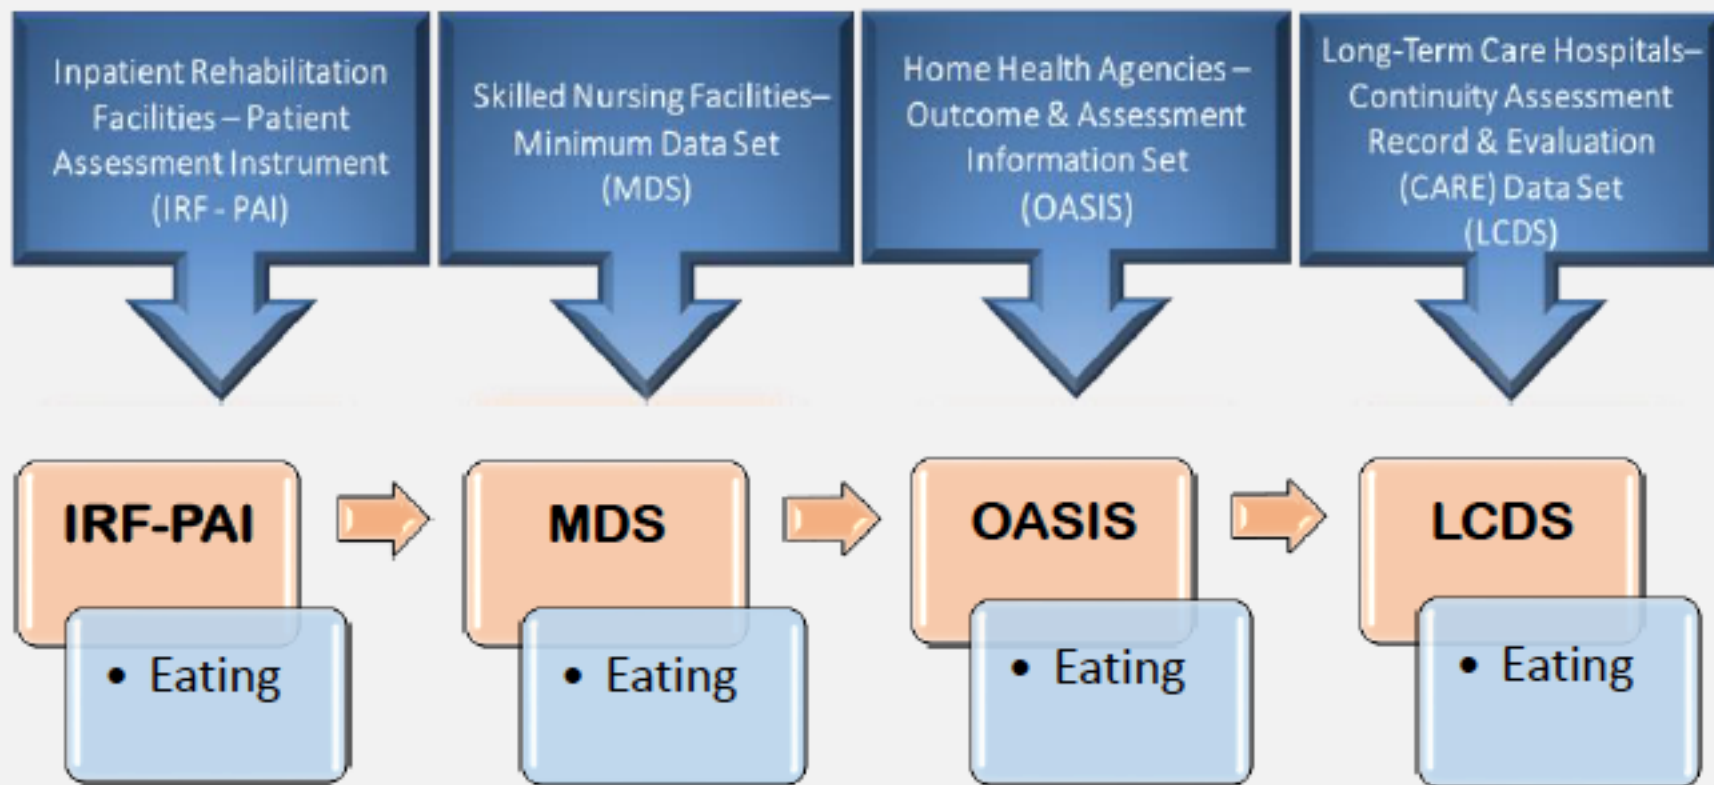 Inpatient Rehabilitation
Facilities – Patient
Assessment Instrument
(IRF - PAI)
Skilled Nursing Facilities–
Minimum Data Set
(MDS)
Home Health Agencies –
Outcome & Assessment
Information Set
(OASIS)
Long-Term Care Hospitals–
Continuity Assessment
Record & Evaluation
(CARE) Data Set
(LCDS)
IRF-PAI
MDS
OASIS
LCDS
• Eating
• Eating
• Eating
• Eating